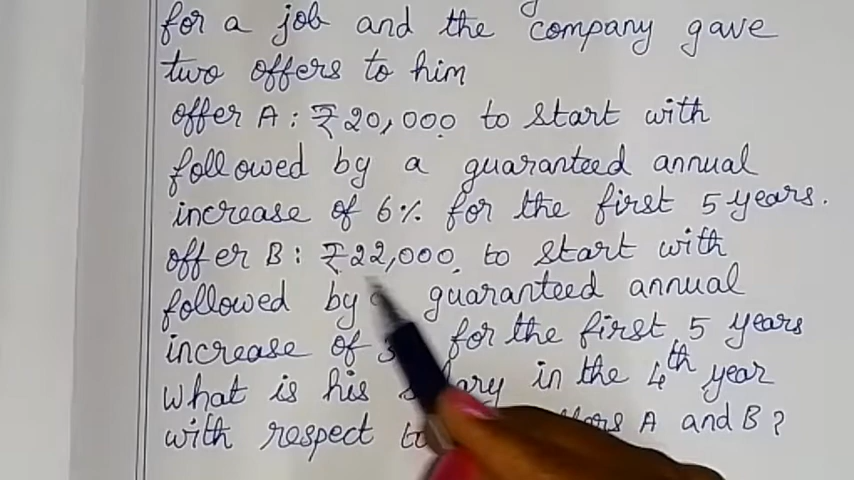 for a job and the company gave
two offers to him
offer A: ₹20,000 to start with
followed by a guaranteed annual
increase of 6% for the first 5 years.
offer B: ₹22,000 to start with
followed by guaranteed annual
increase of 3 for the first 5 years
what is his salary in the 4th year
with respect to A and B?